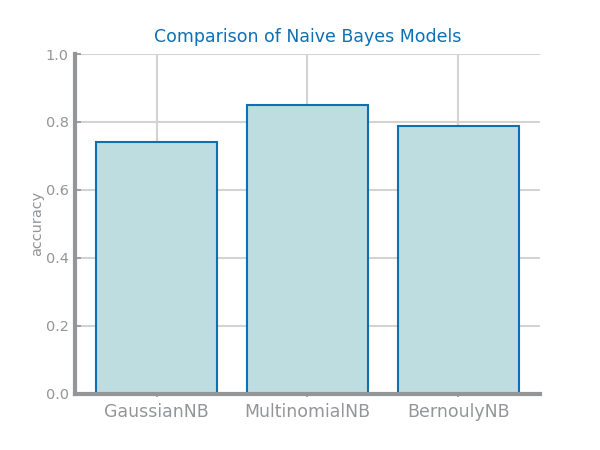 Comparison of Naive Bayes Models
1.0
0.8
0.6
0.4
0.2
0.0
accuracy
GaussianNB
MultinomialNB
BernoulyNB